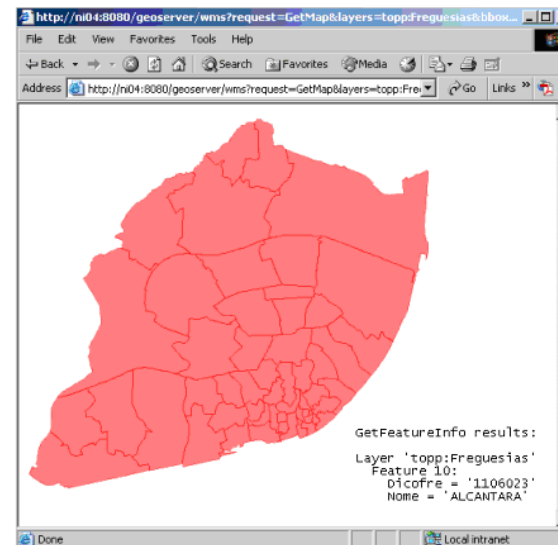 http://ni04:8080/geoserver/wms?request=GetMap&layers=topp:Freguesias&bbox...
File Edit View Favorites Tools Help
Back Search Favorites Media
Address http://ni04:8080/geoserver/wms?request=GetMap&layers=topp:Fre Go Links »
GetFeatureInfo results:
Layer 'topp:Freguesias'
Feature 10:
Dicofre = '1106023'
Nome = 'ALCANTARA'
Done Local intranet